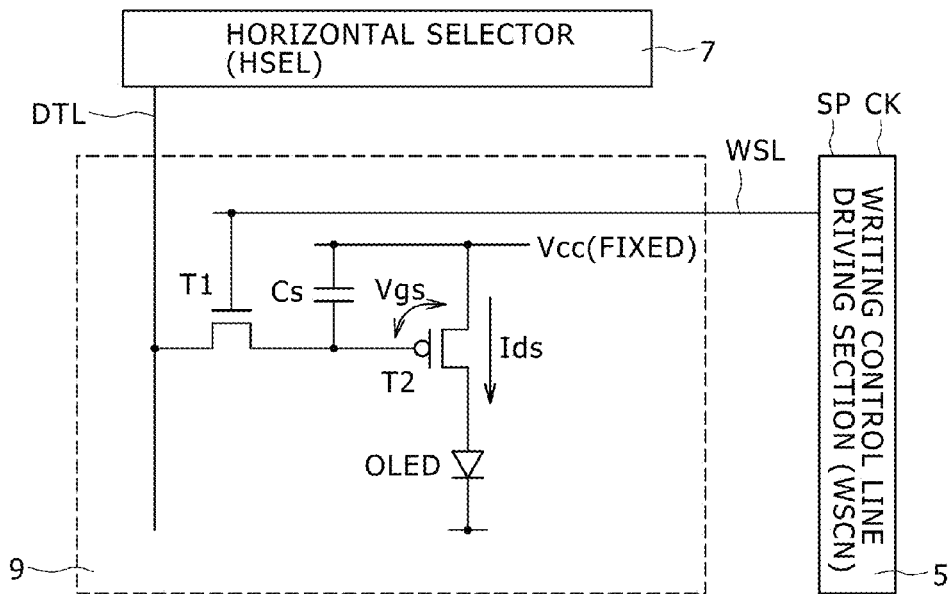 HORIZONTAL SELECTOR
(HSEL)
7
DTL
SP CK
WSL
WRITING CONTROL LINE
DRIVING SECTION (WSCN)
Vcc(FIXED)
T1
Cs
Vgs
Ids
T2
OLED
9
5